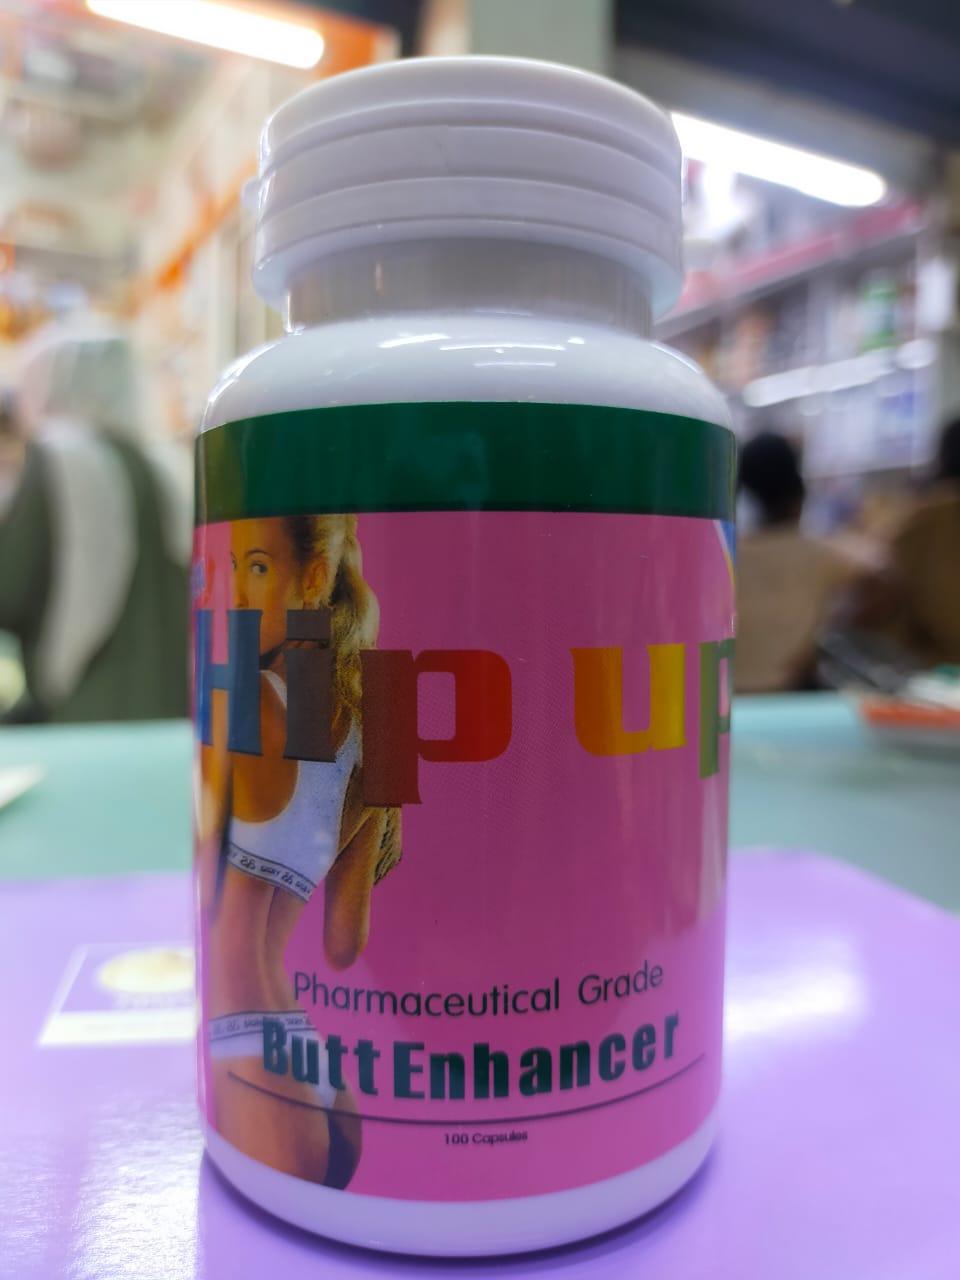 Hip up
Pharmaceutical Grade
Butt Enhancer
100 Capsules